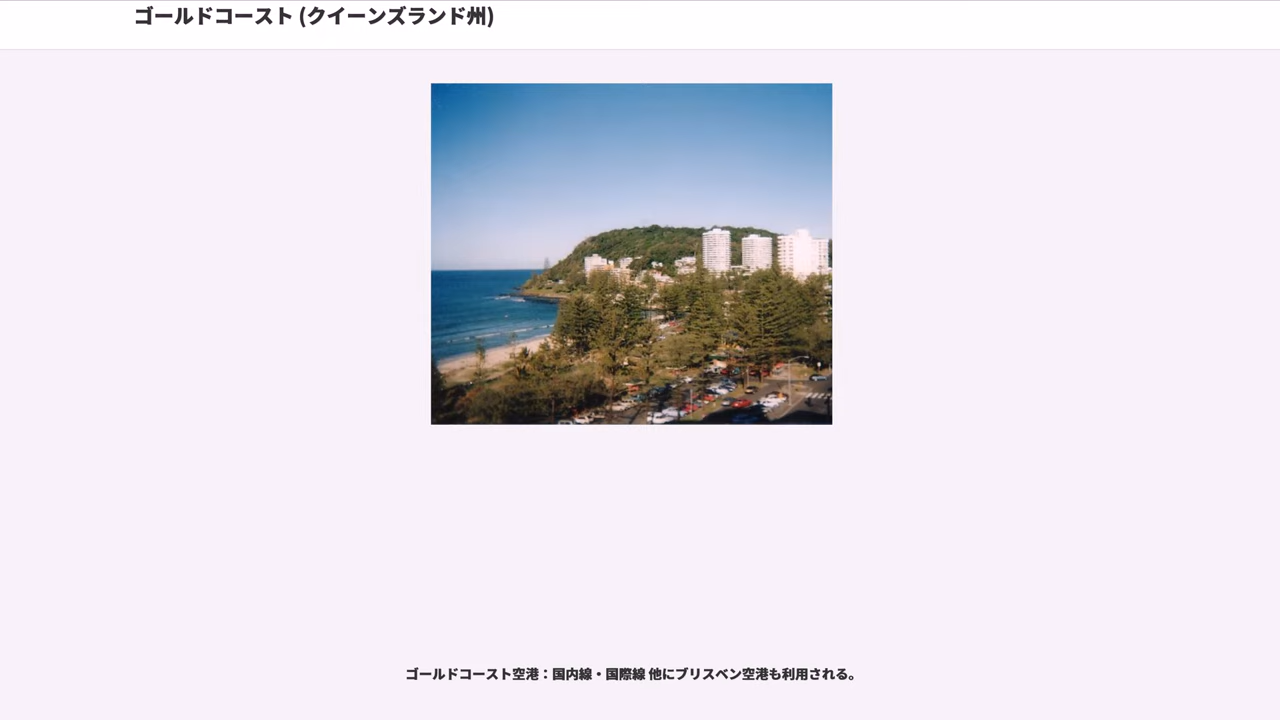 ゴールドコースト (クイーンズランド州)
ゴールドコースト空港：国内線・国際線 他にブリスベン空港も利用される。